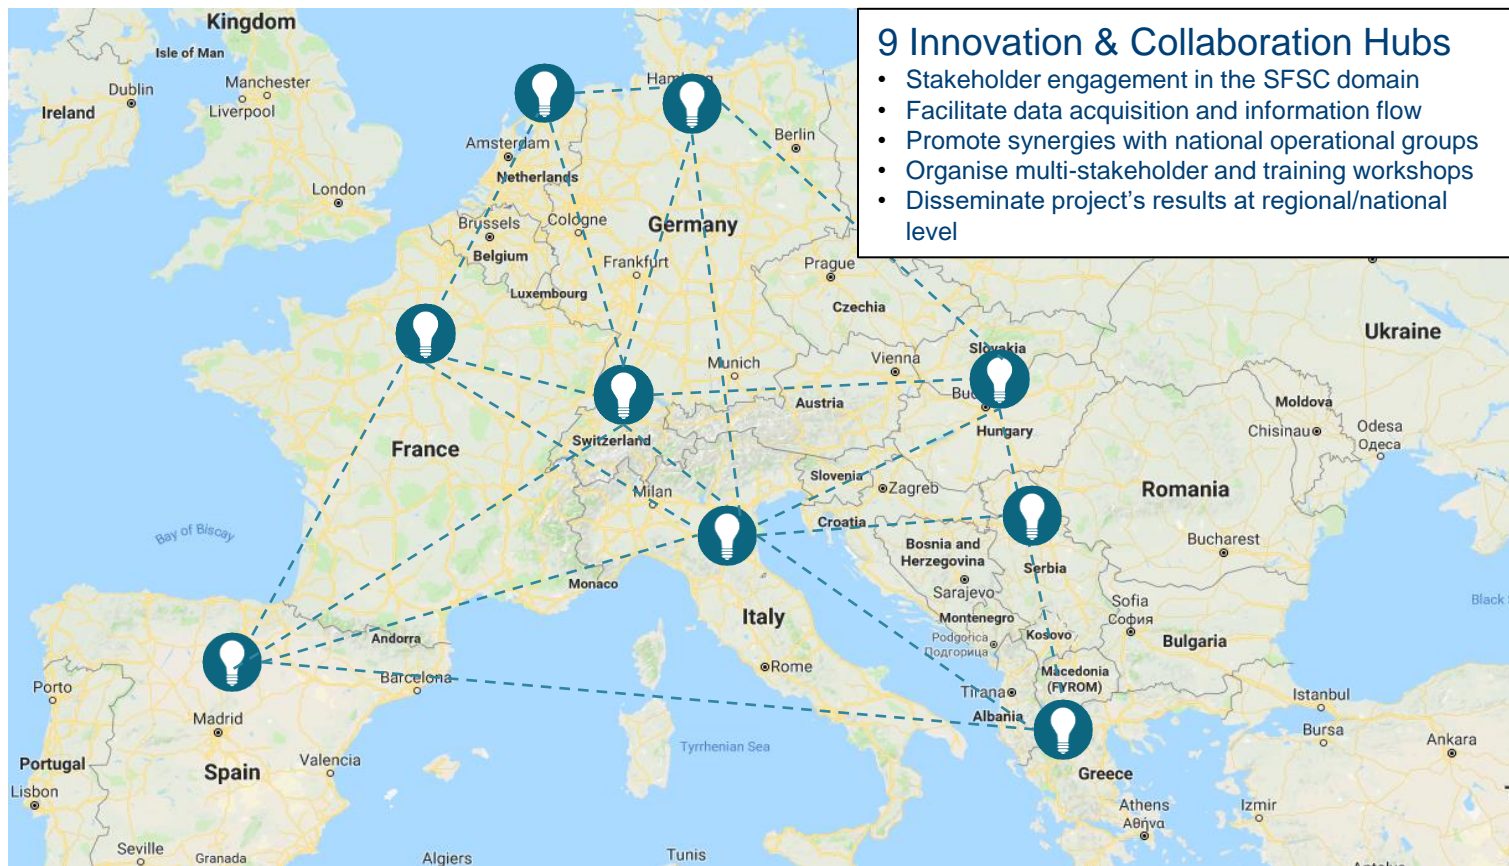 9 Innovation & Collaboration Hubs
• Stakeholder engagement in the SFSC domain
• Facilitate data acquisition and information flow
• Promote synergies with national operational groups
• Organise multi-stakeholder and training workshops
• Disseminate project's results at regional/national
level
Kingdom
Isle of Man
Dublin
Manchester
Ireland
Liverpool
London
Amsterdam
Netherlands
Berlin
Brussels
Cologne
Belgium
Germany
Frankfurt
Luxembourg
Prague
Czechia
Ukraine
Munich
Vienna
Slovakia
Austria
Hungary
Moldova
Chisinau
Odesa
Одеса
France
Switzerland
Milan
Slovenia
Zagreb
Croatia
Romania
Bay of Biscay
Bosnia and
Herzegovina
Bucharest
Monaco
Serbia
Sarajevo
Italy
Montenegro
Sofia
София
Black
Andorra
Podgorica
Подгорица
Kosovo
Bulgaria
Barcelona
Rome
Macedonia
(FYROM)
Porto
Tirana
Istanbul
Madrid
Albania
Bursa
Ankara
Tyrrhenian Sea
Portugal
Spain
Valencia
Greece
Lisbon
Athens
Αθήνα
Izmir
Seville
Granada
Algiers
Tunis